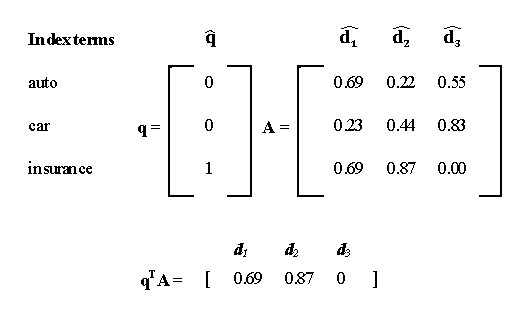 Index terms q̂ d̂₁ d̂₂ d̂₃
auto 0 0.69 0.22 0.55
car q = 0 A = 0.23 0.44 0.83
insurance 1 0.69 0.87 0.00
d₁ d₂ d₃
qᵀA = [ 0.69 0.87 0 ]